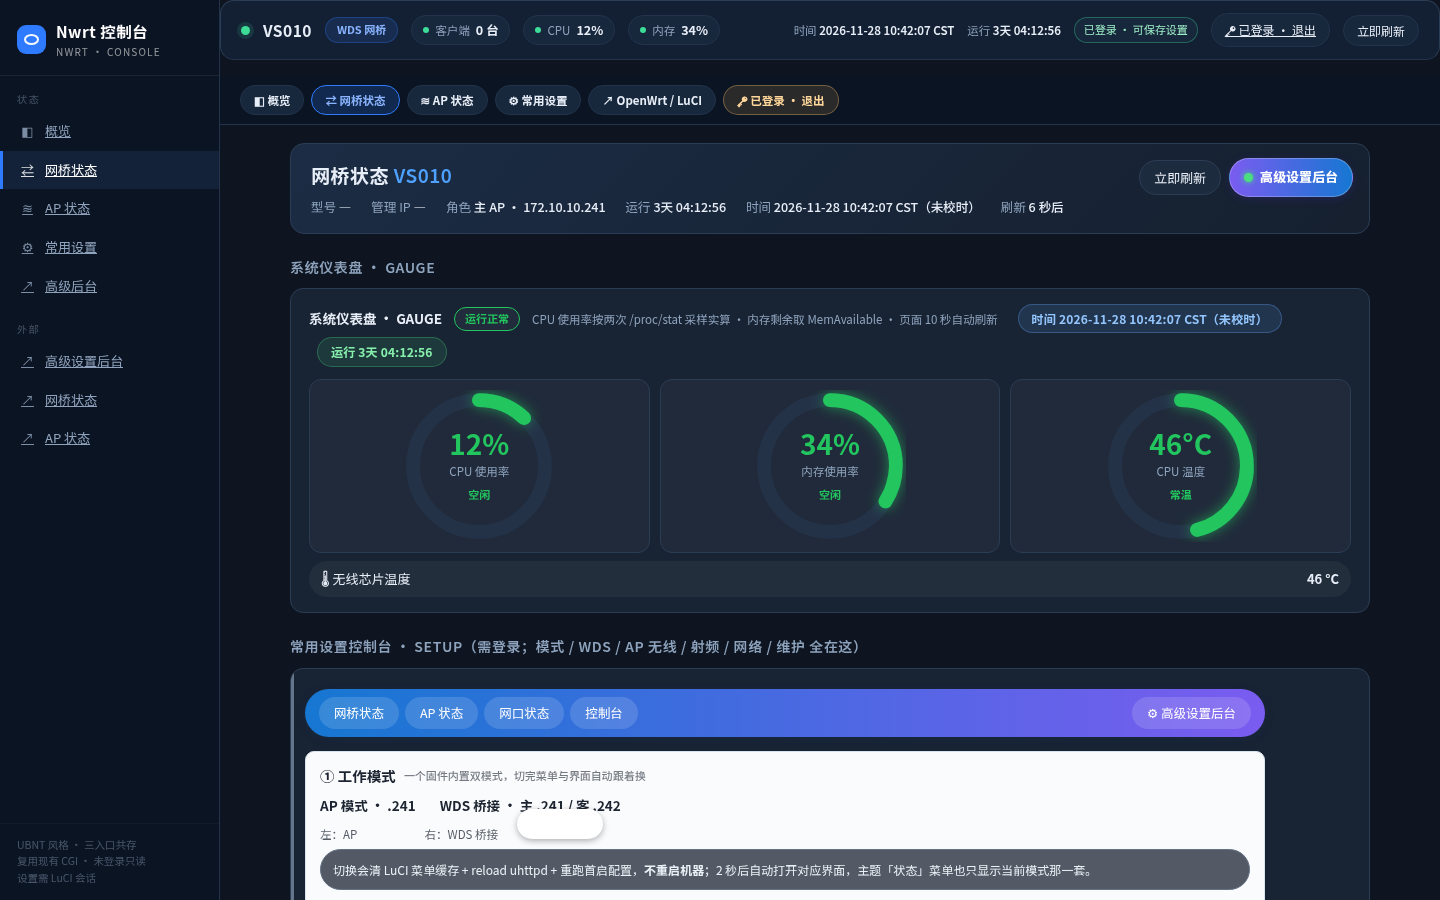 Nwrt 控制台
NWRT · CONSOLE
状态
概览
网桥状态
AP 状态
常用设置
高级后台
外部
高级设置后台
网桥状态
AP 状态
UBNT 风格 · 三入口共存
复用现有 CGI · 未登录只读
设置需 LuCI 会话
VS010 WDS 网桥 客户端 0 台 CPU 12% 内存 34% 时间 2026-11-28 10:42:07 CST 运行 3天 04:12:56 已登录 · 可保存设置 已登录 · 退出 立即刷新
概览 网桥状态 AP 状态 常用设置 OpenWrt / LuCI 已登录 · 退出
网桥状态 VS010 立即刷新 高级设置后台
型号 — 管理 IP — 角色 主 AP · 172.10.10.241 运行 3天 04:12:56 时间 2026-11-28 10:42:07 CST（未校时） 刷新 6 秒后
系统仪表盘 · GAUGE
系统仪表盘 · GAUGE 运行正常 CPU 使用率按两次 /proc/stat 采样实算 · 内存剩余取 MemAvailable · 页面 10 秒自动刷新 时间 2026-11-28 10:42:07 CST（未校时）
运行 3天 04:12:56
12% 34% 46°C
CPU 使用率 内存使用率 CPU 温度
空闲 空闲 常温
无线芯片温度 46 °C
常用设置控制台 · SETUP（需登录；模式 / WDS / AP 无线 / 射频 / 网络 / 维护 全在这）
网桥状态 AP 状态 网口状态 控制台 高级设置后台
① 工作模式 一个固件内置双模式，切完菜单与界面自动跟着换
AP 模式 · .241 WDS 桥接 · 主 .241 / 客 .242
左：AP 右：WDS 桥接
切换会清 LuCI 菜单缓存 + reload uhttpd + 重跑首启配置，不重启机器；2 秒后自动打开对应界面，主题「状态」菜单也只显示当前模式那一套。